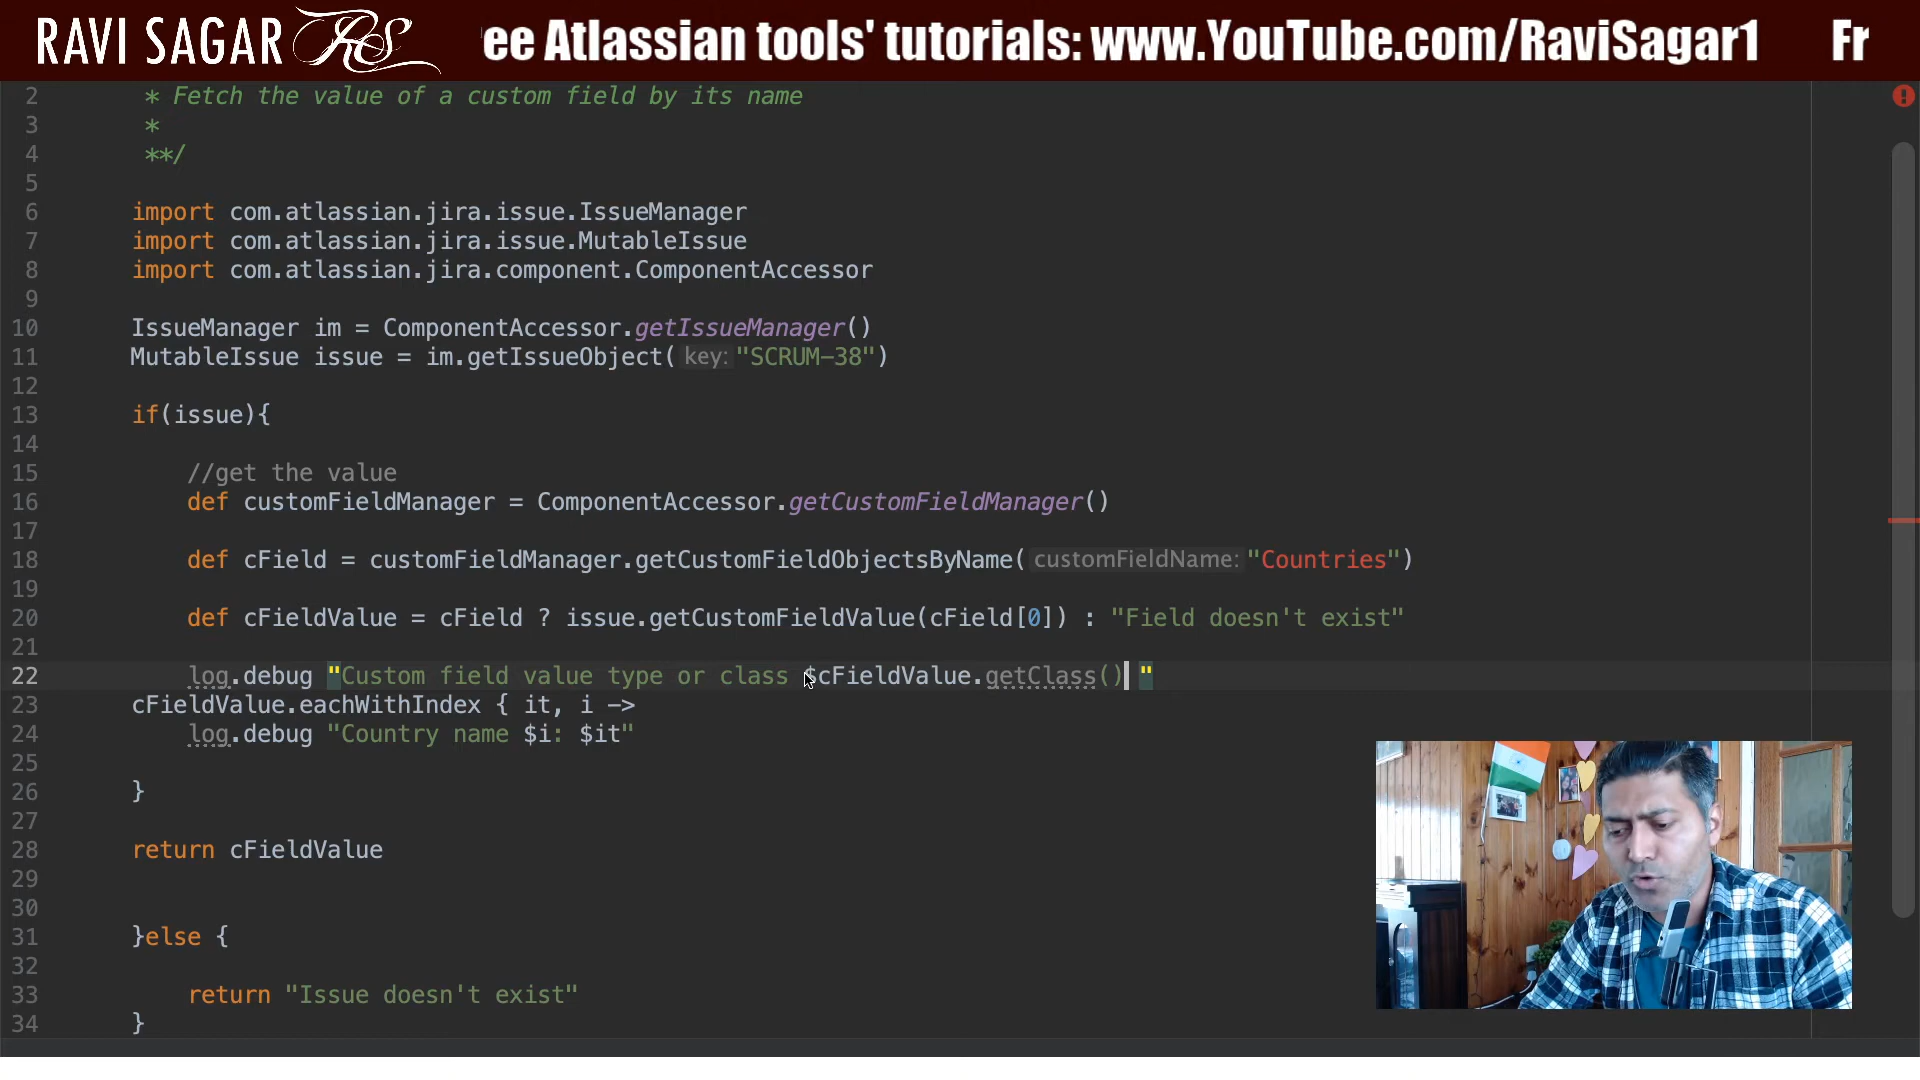 RAVI SAGAR RS ee Atlassian tools' tutorials: www.YouTube.com/RaviSagar1 Fr
2 * Fetch the value of a custom field by its name
3 *
4 **/
5
6 import com.atlassian.jira.issue.IssueManager
7 import com.atlassian.jira.issue.MutableIssue
8 import com.atlassian.jira.component.ComponentAccessor
9
10 IssueManager im = ComponentAccessor.getIssueManager()
11 MutableIssue issue = im.getIssueObject( key: "SCRUM-38")
12
13 if(issue){
14
15 //get the value
16 def customFieldManager = ComponentAccessor.getCustomFieldManager()
17
18 def cField = customFieldManager.getCustomFieldObjectsByName( customFieldName: "Countries")
19
20 def cFieldValue = cField ? issue.getCustomFieldValue(cField[0]) : "Field doesn't exist"
21
22 log.debug "Custom field value type or class $cFieldValue.getClass() "
23 cFieldValue.eachWithIndex { it, i ->
24 log.debug "Country name $i: $it"
25
26 }
27
28 return cFieldValue
29
30
31 }else {
32
33 return "Issue doesn't exist"
34 }